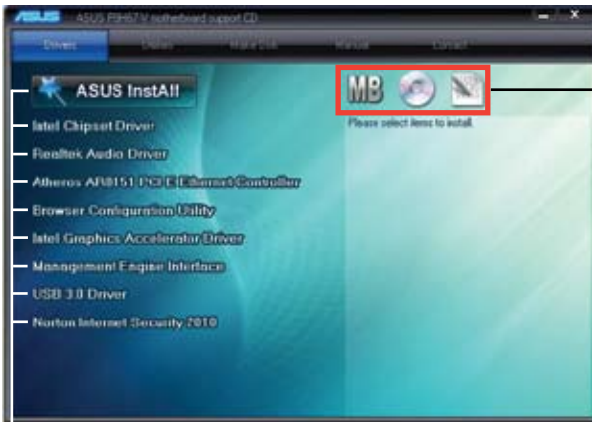 ASUS ASUS P8H67-V motherboard support CD
Drivers Utilities Make Disk Manual Contact
ASUS InstAll MB
Please select items to install.
Intel Chipset Driver
Realtek Audio Driver
Atheros AR8151 PCI-E Ethernet Controller
Browser Configuration Utility
Intel Graphics Accelerator Driver
Management Engine Interface
USB 3.0 Driver
Norton Internet Security 2010